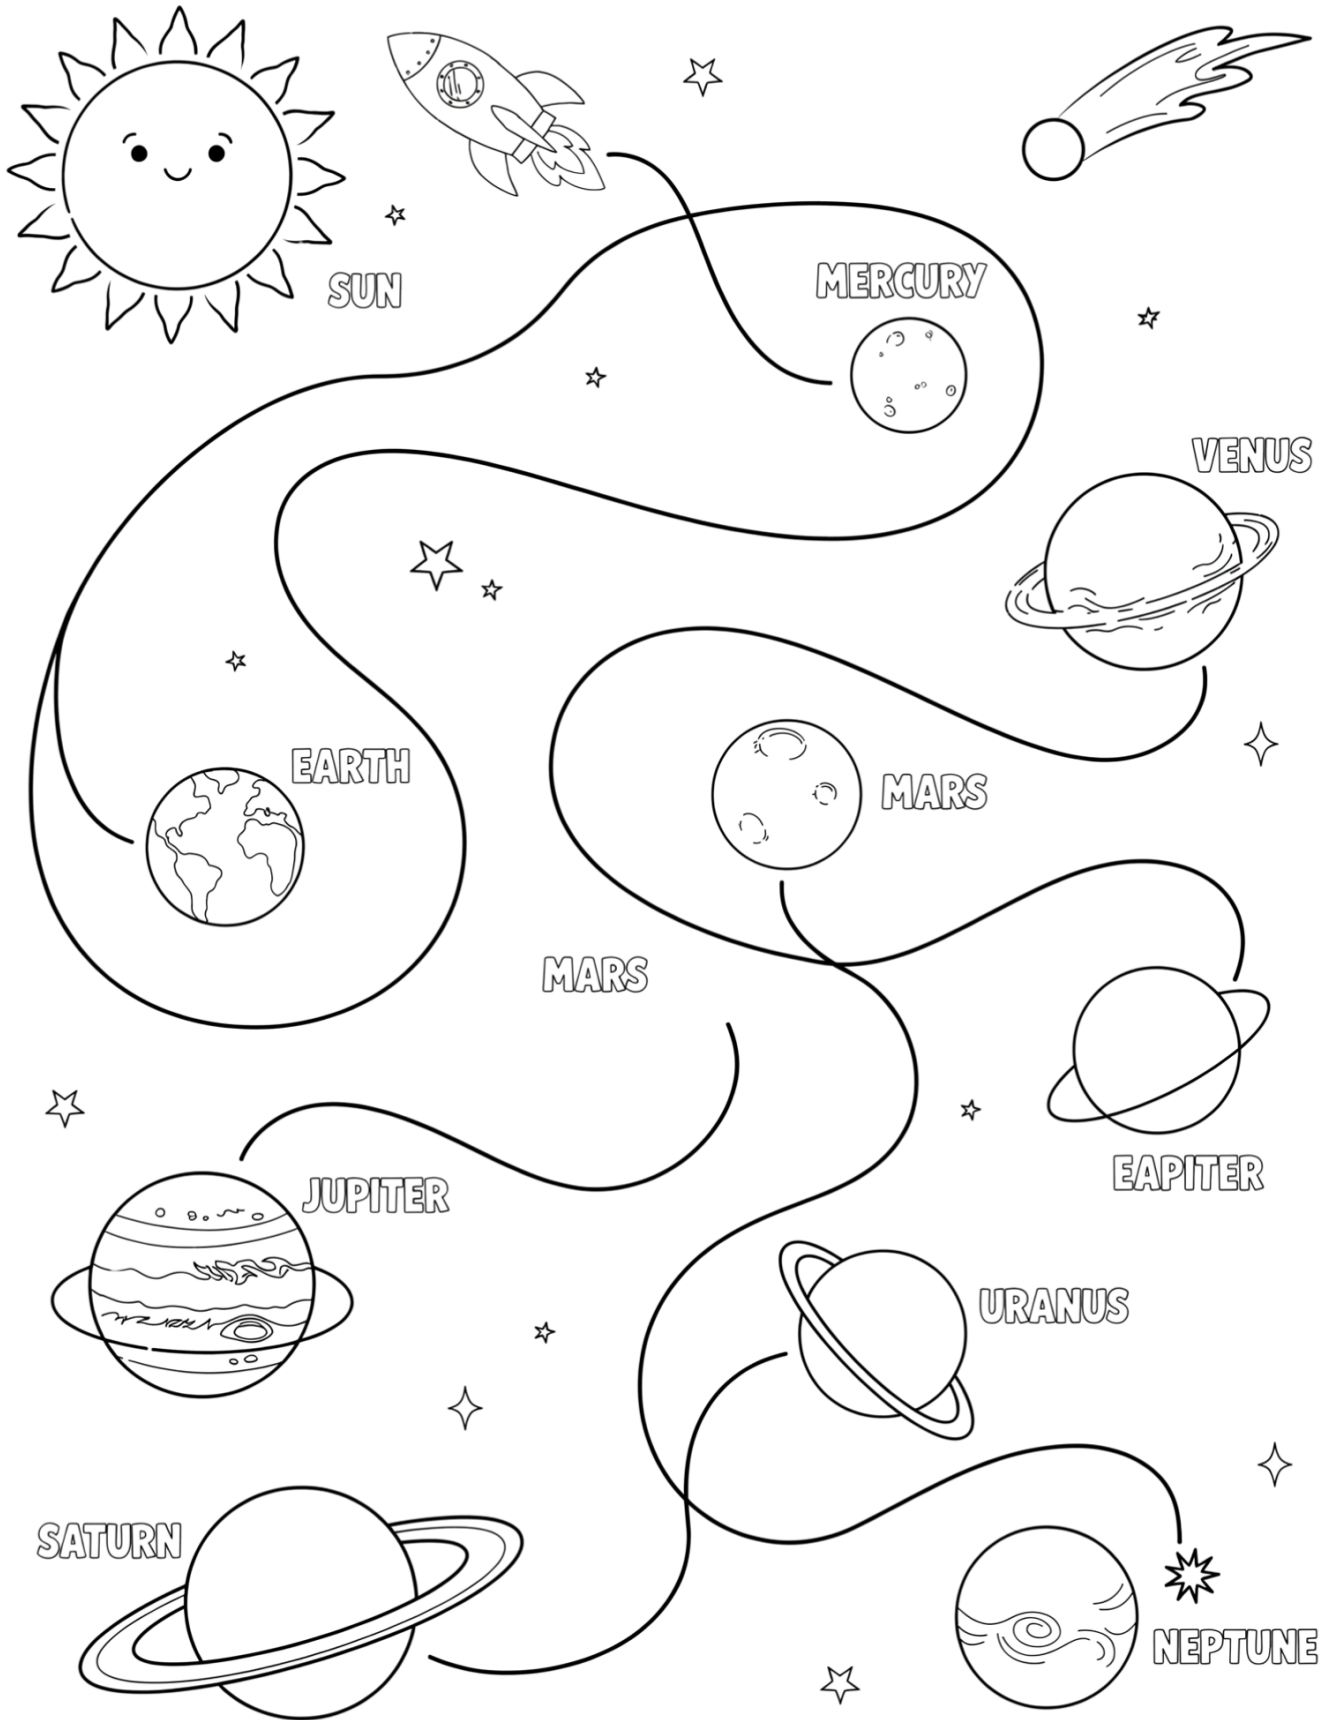 SUN
MERCURY
VENUS
EARTH
MARS
MARS
EAPITER
JUPITER
URANUS
SATURN
NEPTUNE